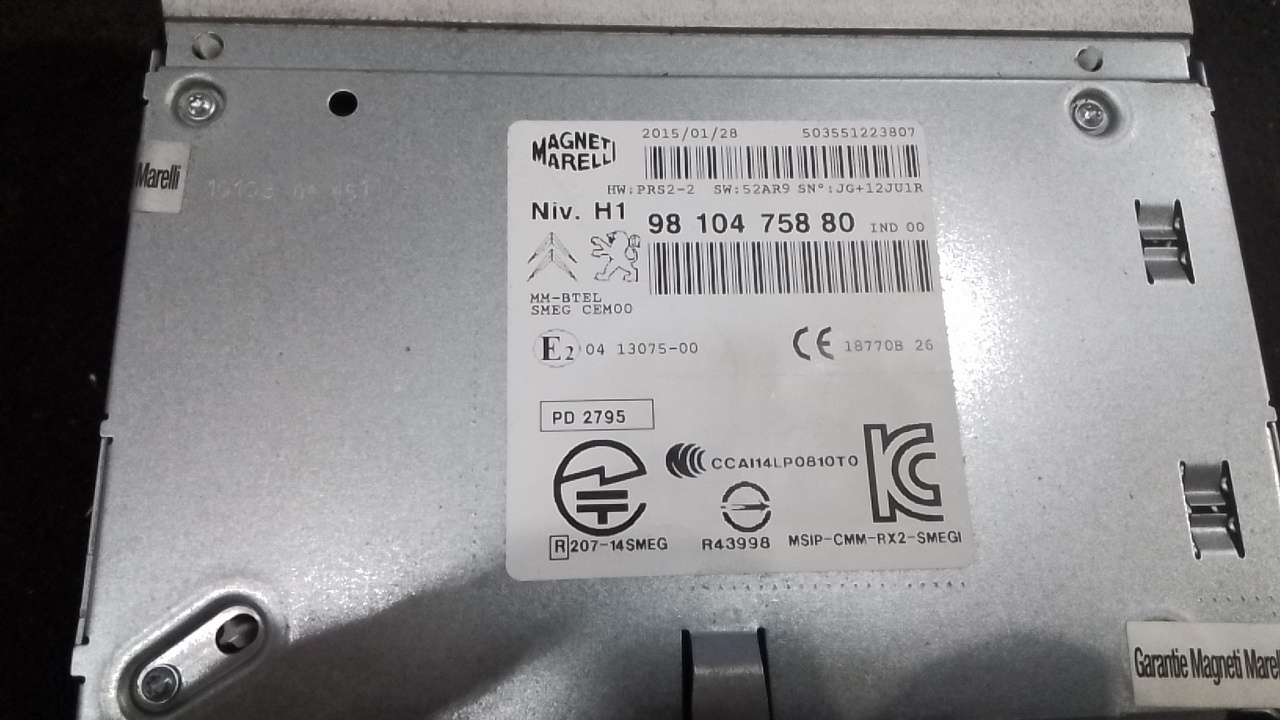 MAGNETI
MARELLI
2015/01/28 503551223807
HW:PRS2-2 SW:52AR9 SN°:JG+12JU1R
Niv. H1
98 104 758 80 IND 00
MM-BTEL
SMEG CEM00
E2 04 13075-00
CE 18770B 26
PD 2795
CCAI14LP0810T0
R 207-14SMEG
R43998
MSIP-CMM-RX2-SMEGI
KC
Marelli
Garantie Magneti Marel